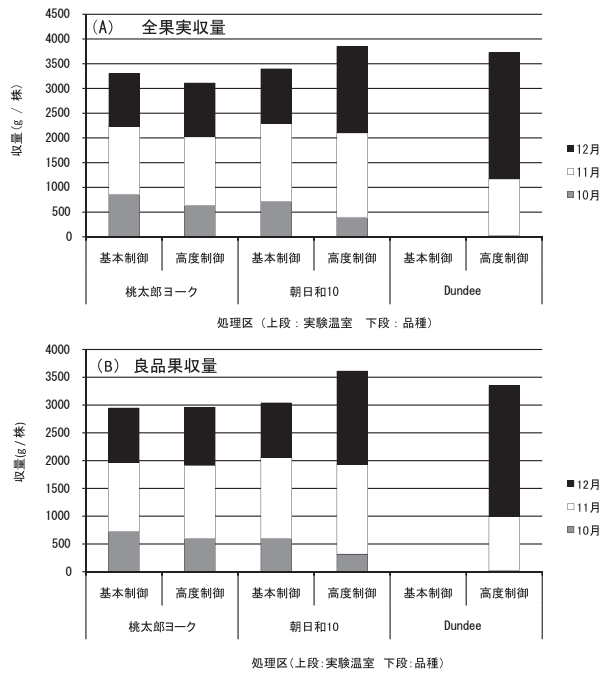 (A) 全果実収量
4500
4000
3500
3000
2500
2000
1500
1000
500
0
収量(g / 株)
12月
11月
10月
基本制御 高度制御 基本制御 高度制御 基本制御 高度制御
桃太郎ヨーク 朝日和10 Dundee
処理区 (上段:実験温室 下段:品種)
(B) 良品果収量
4000
3500
3000
2500
2000
1500
1000
500
0
収量(g/株)
12月
11月
10月
基本制御 高度制御 基本制御 高度制御 基本制御 高度制御
桃太郎ヨーク 朝日和10 Dundee
処理区(上段:実験温室 下段:品種)